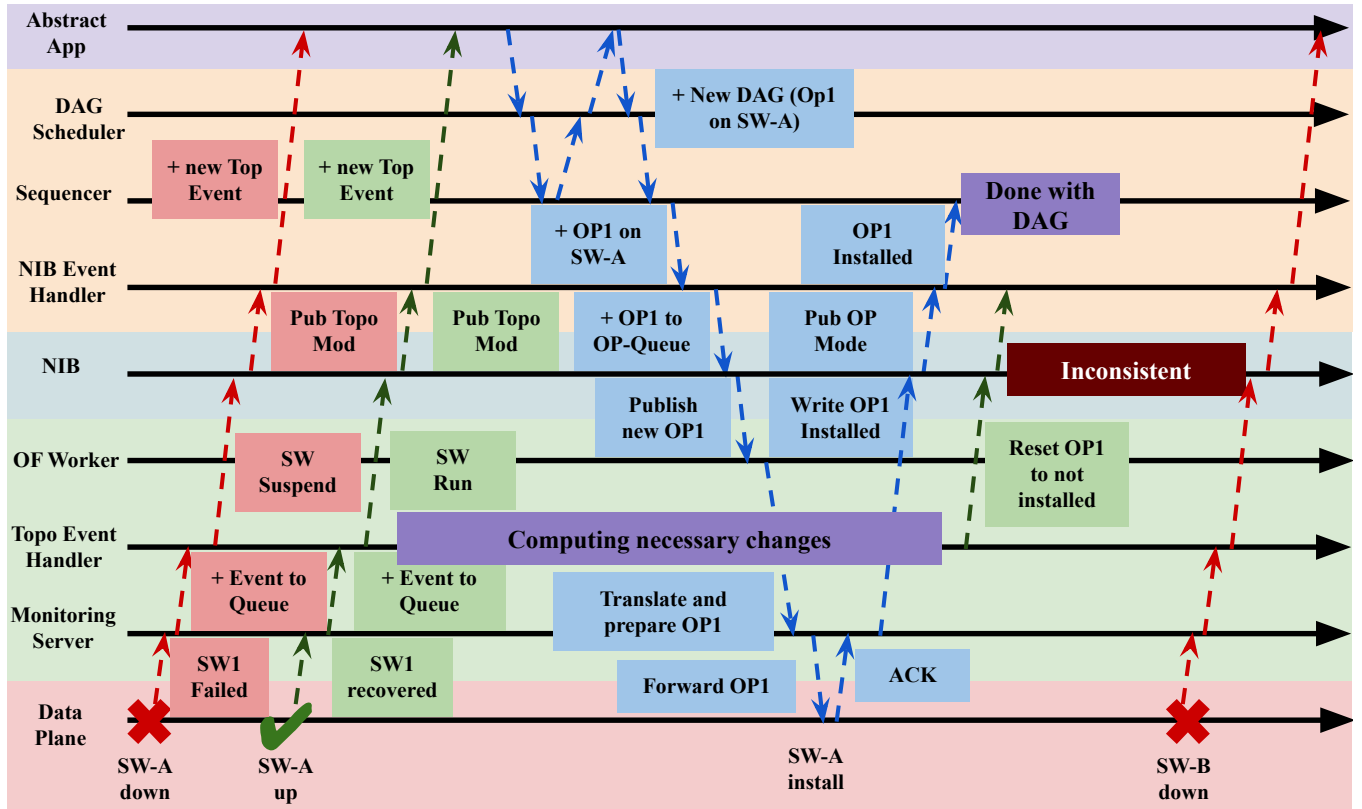 Abstract
App
DAG
Scheduler
+ New DAG (Op1
on SW-A)
Sequencer
+ new Top
Event
+ new Top
Event
Done with
DAG
+ OP1 on
SW-A
OP1
Installed
NIB Event
Handler
Pub Topo
Mod
Pub Topo
Mod
+ OP1 to
OP-Queue
Pub OP
Mode
NIB
Inconsistent
Publish
new OP1
Write OP1
Installed
OF Worker
SW
Suspend
SW
Run
Reset OP1
to not
installed
Topo Event
Handler
Computing necessary changes
+ Event to
Queue
+ Event to
Queue
Monitoring
Server
Translate and
prepare OP1
SW1
Failed
SW1
recovered
Forward OP1
ACK
Data
Plane
SW-A
down
SW-A
up
SW-A
install
SW-B
down